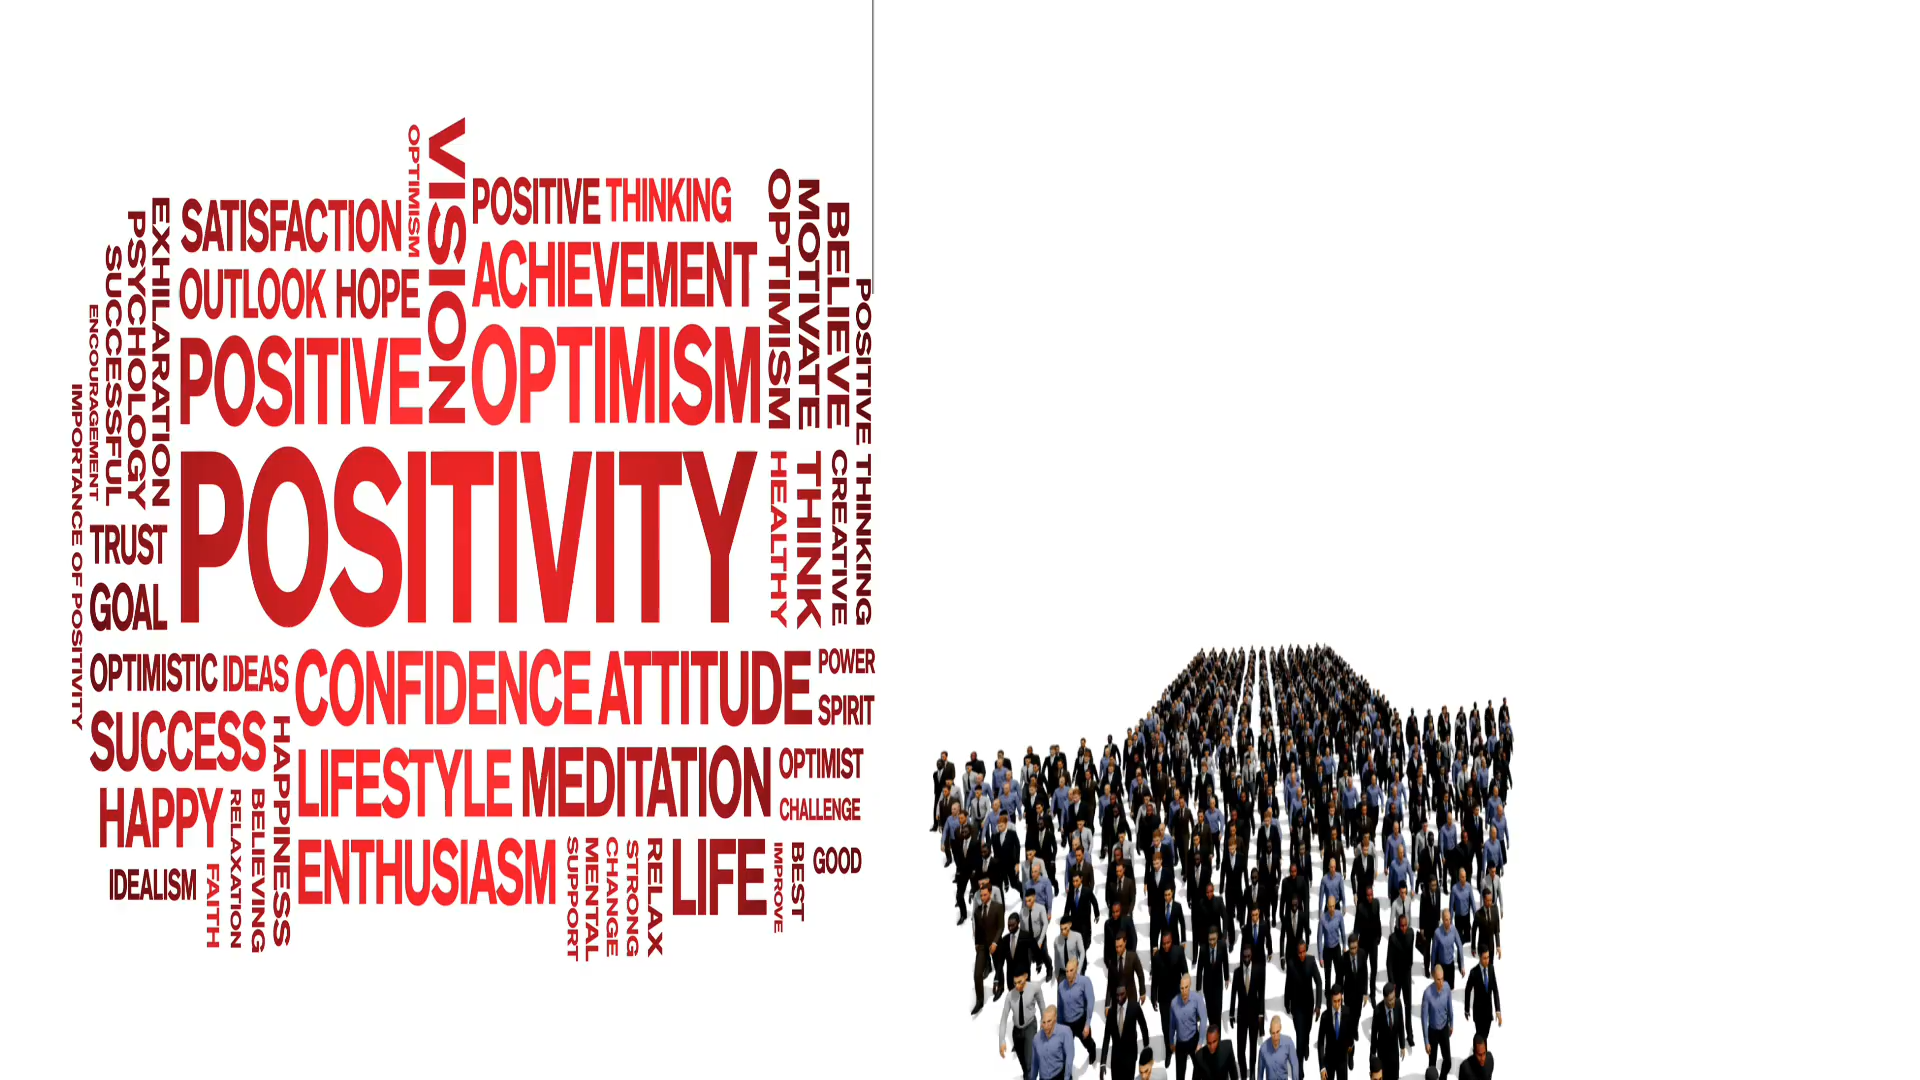 OPTIMISM
VISION
POSITIVE THINKING
SATISFACTION
ACHIEVEMENT
OUTLOOK HOPE
POSITIVE
OPTIMISM
EXHILARATION
PSYCHOLOGY
SUCCESSFUL
ENCOURAGEMENT
IMPORTANCE OF POSITIVITY
OPTIMISM
MOTIVATE
BELIEVE
POSITIVE THINKING
POSITIVITY
HEALTHY
THINK
CREATIVE
TRUST
GOAL
OPTIMISTIC IDEAS
CONFIDENCE ATTITUDE
POWER
SPIRIT
SUCCESS
HAPPINESS
LIFESTYLE MEDITATION
OPTIMIST
CHALLENGE
HAPPY
RELAXATION
BELIEVING
ENTHUSIASM
SUPPORT
MENTAL
CHANGE
STRONG
RELAX
LIFE
IMPROVE
BEST
GOOD
IDEALISM
FAITH